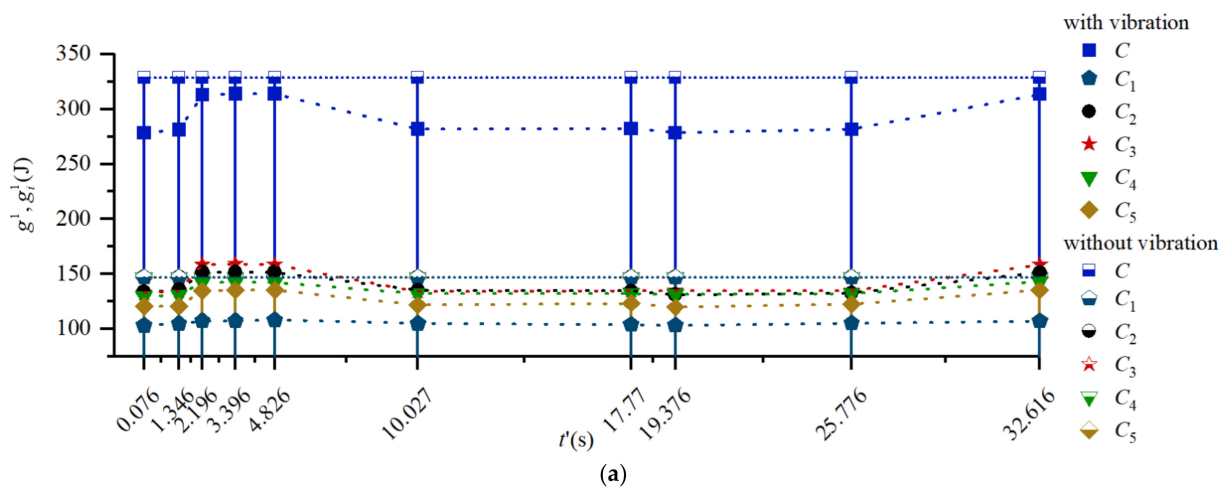 with vibration
C
C1
C2
C3
C4
C5
without vibration
C
C1
C2
C3
C4
C5
350
300
250
200
150
100
g¹, gᵢ¹(J)
0.076 1.346 2.196 3.396 4.826 10.027 17.77 19.376 25.776 32.616
t'(s)
(a)